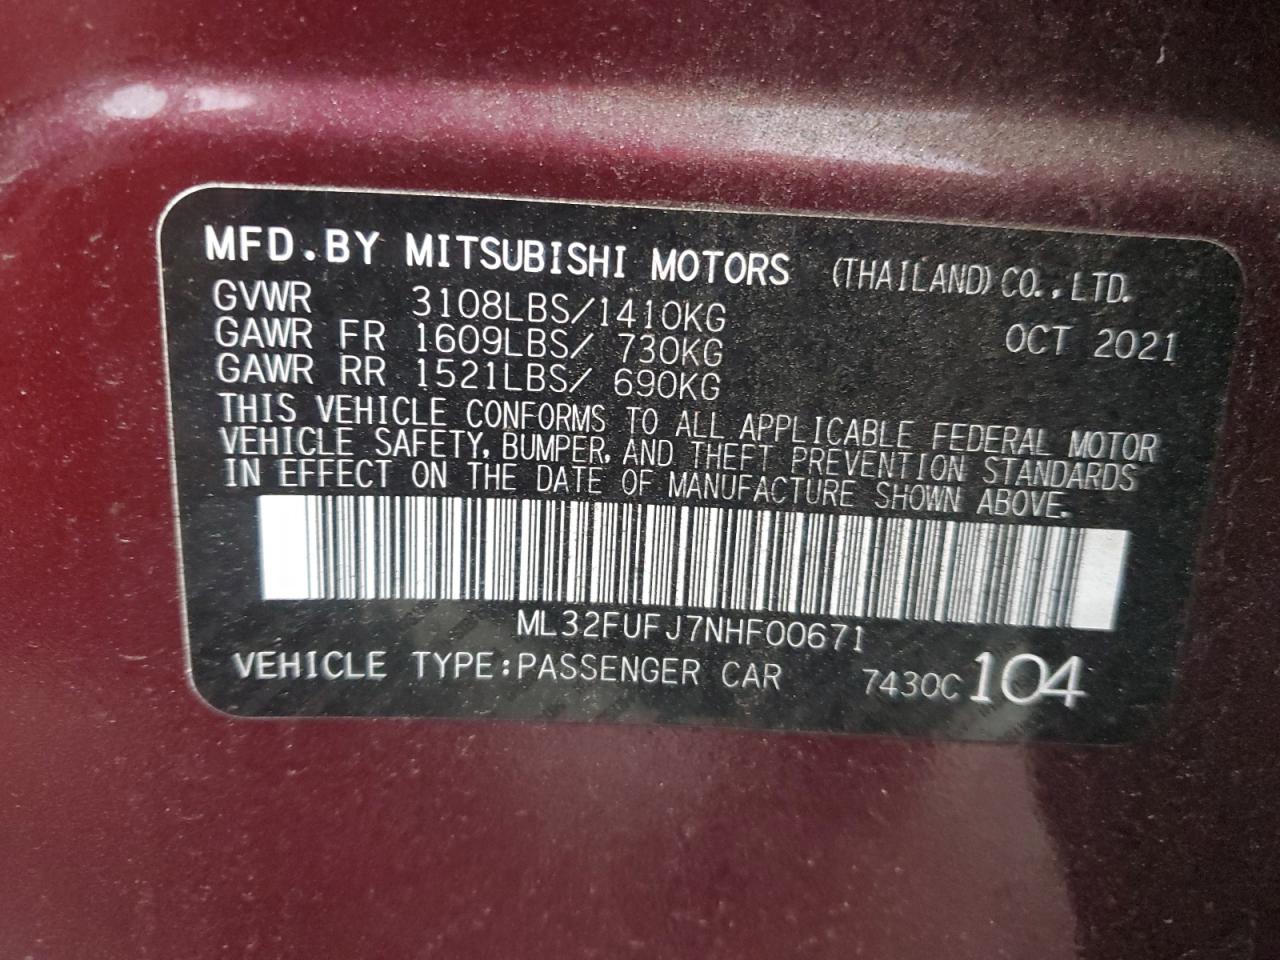 MFD.BY MITSUBISHI MOTORS (THAILAND) CO.,LTD.
GVWR 3108LBS/1410KG
OCT 2021
GAWR FR 1609LBS/ 730KG
GAWR RR 1521LBS/ 690KG
THIS VEHICLE CONFORMS TO ALL APPLICABLE FEDERAL MOTOR
VEHICLE SAFETY, BUMPER, AND THEFT PREVENTION STANDARDS
IN EFFECT ON THE DATE OF MANUFACTURE SHOWN ABOVE.
ML32FUFJ7NHF00671
VEHICLE TYPE:PASSENGER CAR 7430C 104